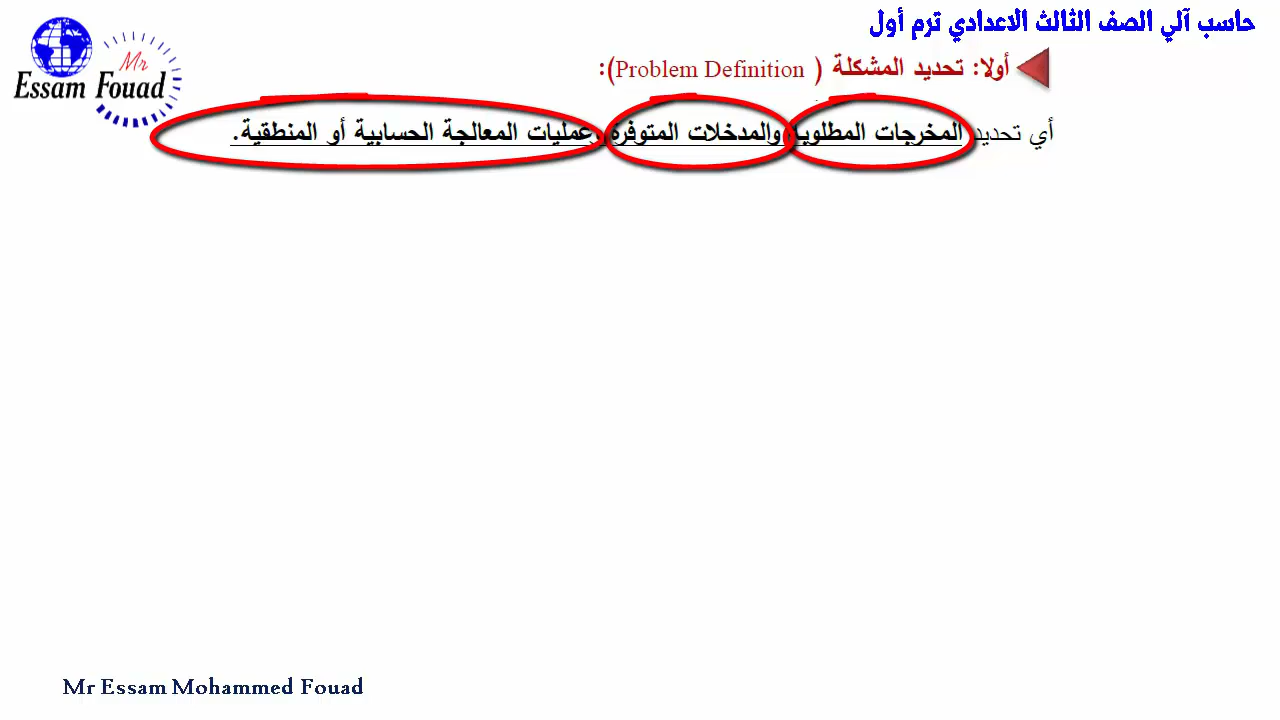 حاسب آلي الصف الثالث الاعدادي ترم أول
Mr
Essam Fouad
أولا: تحديد المشكلة ( Problem Definition):
أي تحديد المخرجات المطلوبة والمدخلات المتوفرة وعمليات المعالجة الحسابية أو المنطقية.
Mr Essam Mohammed Fouad